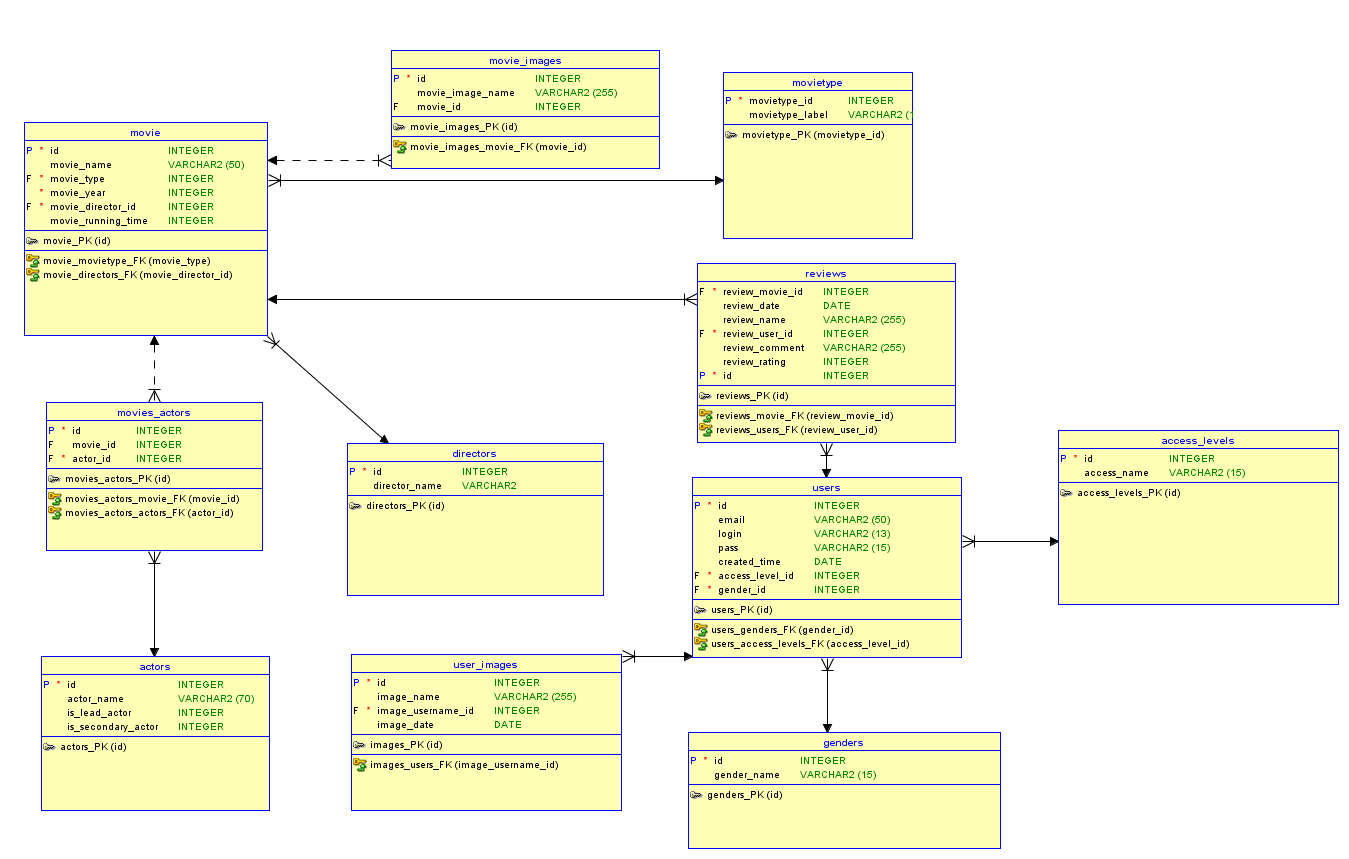 movie_images
P * id INTEGER
movie_image_name VARCHAR2 (255)
F movie_id INTEGER
movie_images_PK (id)
movie_images_movie_FK (movie_id)
movietype
P * movietype_id INTEGER
movietype_label VARCHAR2 (
movietype_PK (movietype_id)
movie
P * id INTEGER
movie_name VARCHAR2 (50)
F * movie_type INTEGER
* movie_year INTEGER
F * movie_director_id INTEGER
movie_running_time INTEGER
movie_PK (id)
movie_movietype_FK (movie_type)
movie_directors_FK (movie_director_id)
reviews
F * review_movie_id INTEGER
review_date DATE
review_name VARCHAR2 (255)
F * review_user_id INTEGER
review_comment VARCHAR2 (255)
review_rating INTEGER
P * id INTEGER
reviews_PK (id)
reviews_movie_FK (review_movie_id)
reviews_users_FK (review_user_id)
movies_actors
P * id INTEGER
F movie_id INTEGER
F * actor_id INTEGER
movies_actors_PK (id)
movies_actors_movie_FK (movie_id)
movies_actors_actors_FK (actor_id)
directors
P * id INTEGER
director_name VARCHAR2
directors_PK (id)
access_levels
P * id INTEGER
access_name VARCHAR2 (15)
access_levels_PK (id)
users
P * id INTEGER
email VARCHAR2 (50)
login VARCHAR2 (13)
pass VARCHAR2 (15)
created_time DATE
F * access_level_id INTEGER
F * gender_id INTEGER
users_PK (id)
users_genders_FK (gender_id)
users_access_levels_FK (access_level_id)
actors
P * id INTEGER
actor_name VARCHAR2 (70)
is_lead_actor INTEGER
is_secondary_actor INTEGER
actors_PK (id)
user_images
P * id INTEGER
image_name VARCHAR2 (255)
F * image_username_id INTEGER
image_date DATE
images_PK (id)
images_users_FK (image_username_id)
genders
P * id INTEGER
gender_name VARCHAR2 (15)
genders_PK (id)